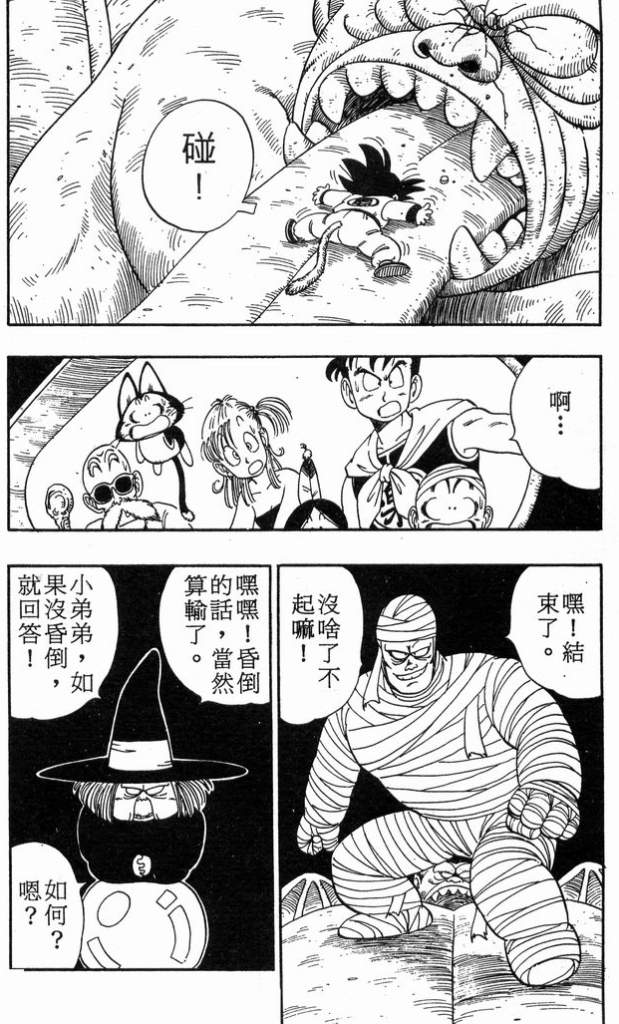 碰！
啊…
嘿！結
束了。
沒啥了不
起嘛！
嘿嘿！昏倒
的話，當然
算輸了。
小弟弟，如
果沒昏倒，
就回答！
如何？
嗯？